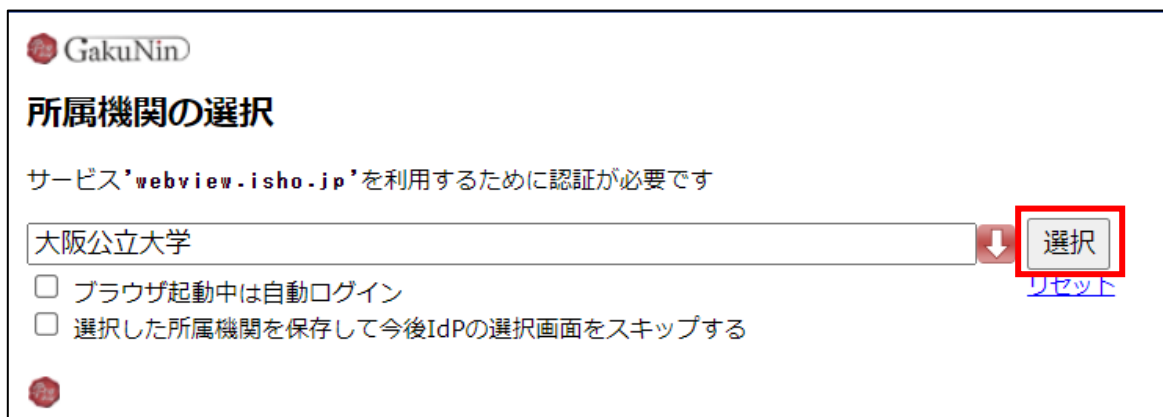 GakuNin
所属機関の選択
サービス'webview.isho.jp'を利用するために認証が必要です
大阪公立大学
選択
リセット
ブラウザ起動中は自動ログイン
選択した所属機関を保存して今後IdPの選択画面をスキップする